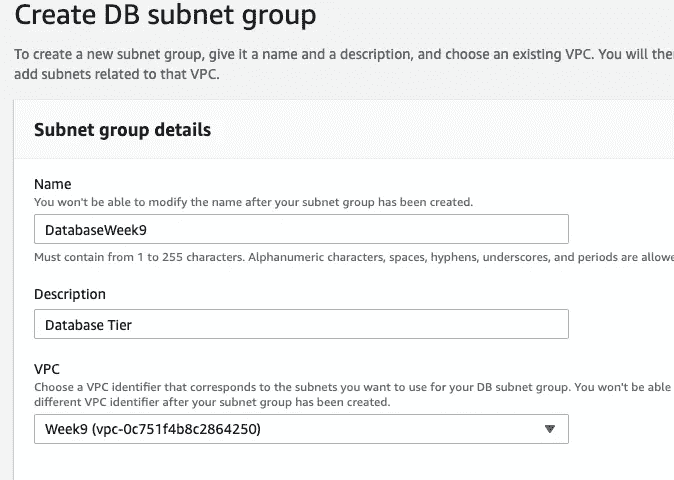 Create DB subnet group
To create a new subnet group, give it a name and a description, and choose an existing VPC. You will
add subnets related to that VPC.
Subnet group details
Name
You won't be able to modify the name after your subnet group has been created.
DatabaseWeek9
Must contain from 1 to 255 characters. Alphanumeric characters, spaces, hyphens, underscores, and periods are
Description
Database Tier
VPC
Choose a VPC identifier that corresponds to the subnets you want to use for your DB subnet group. You won't be able
different VPC identifier after your subnet group has been created.
Week9 (vpc-0c751f4b8c2864250)